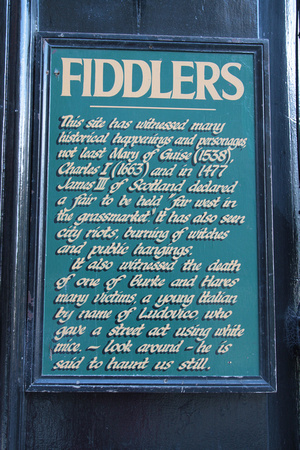 FIDDLERS
This site has witnessed many
historical happenings and personages,
not least Mary of Guise (1538),
Charles I (1663) and in 1477
James III of Scotland declared
a fair to be held "far west in
the grassmarket" It has also seen
city riots, burning of witches
and public hangings.
It also witnessed the death
of one of Burke and Hares
many victims, a young Italian
by name of Ludovico who
gave a street act using white
mice. – look around – he is
said to haunt us still.